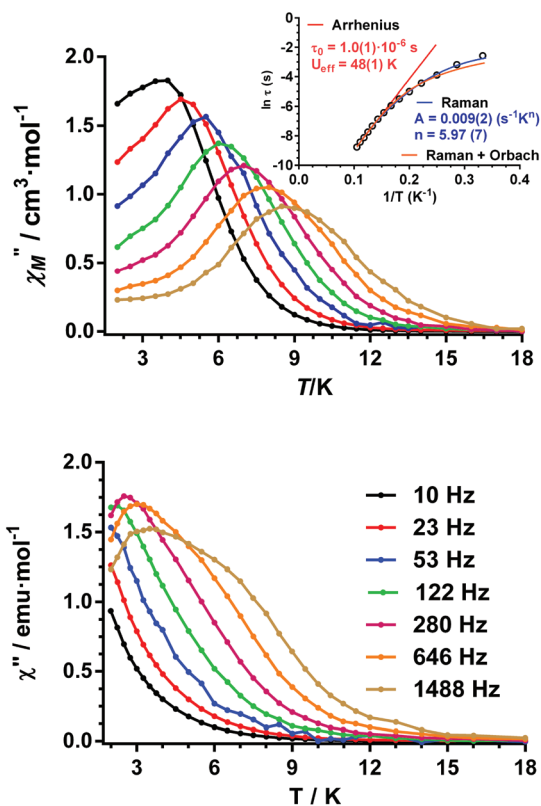 Arrhenius
τ0 = 1.0(1)·10-6 s
Ueff = 48(1) K
Raman
A = 0.009(2) (s-1Kn)
n = 5.97 (7)
Raman + Orbach
ln τ (s)
0
-2
-4
-6
-8
-10
0.0 0.1 0.2 0.3 0.4
1/T (K-1)
χM" / cm3·mol-1
2.0
1.5
1.0
0.5
0.0
3 6 9 12 15 18
T/K
χ" / emu·mol-1
2.0
1.5
1.0
0.5
0.0
10 Hz
23 Hz
53 Hz
122 Hz
280 Hz
646 Hz
1488 Hz
3 6 9 12 15 18
T / K